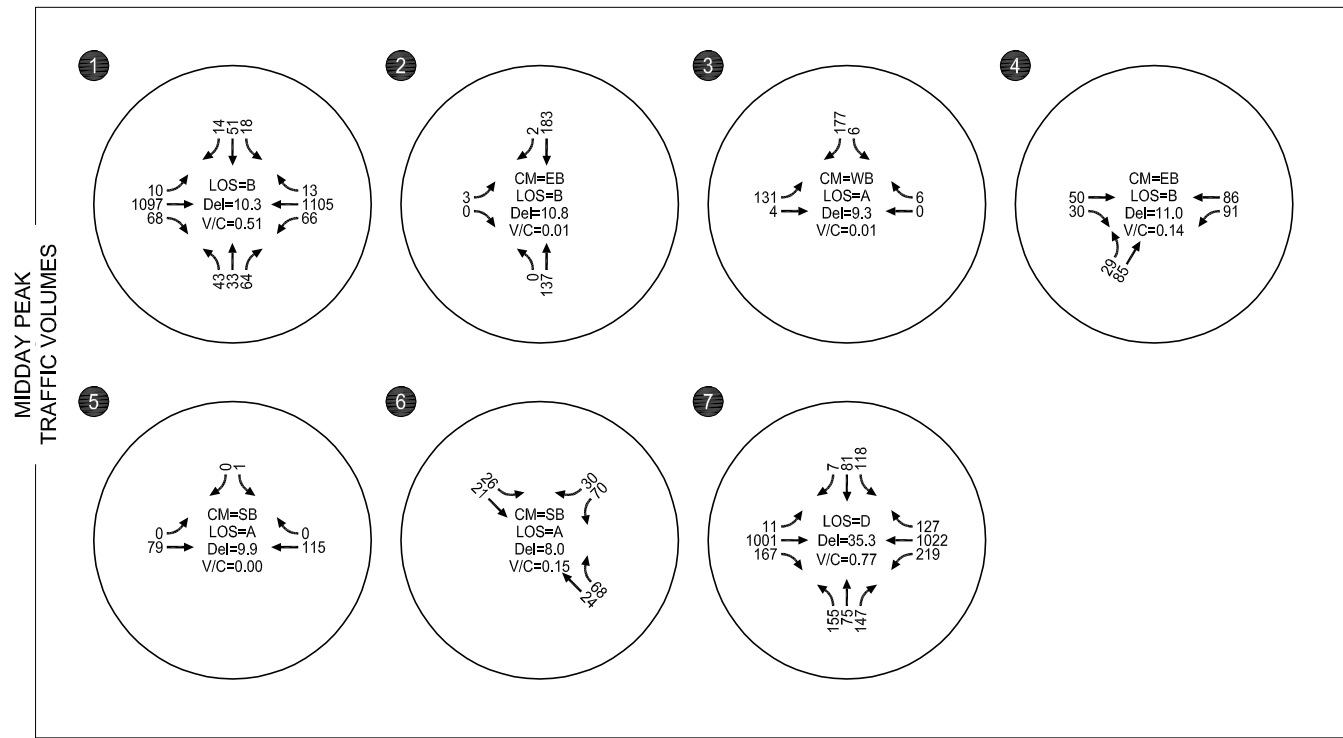 MIDDAY PEAK
TRAFFIC VOLUMES
1
14
51
18
10
1097
68
LOS=B
Del=10.3
V/C=0.51
13
1105
66
43
33
64
2
2
183
3
0
CM=EB
LOS=B
Del=10.8
V/C=0.01
0
137
3
177
6
131
4
CM=WB
LOS=A
Del=9.3
V/C=0.01
6
0
4
50
30
CM=EB
LOS=B
Del=11.0
V/C=0.14
86
91
29
85
5
0
1
0
79
CM=SB
LOS=A
Del=9.9
V/C=0.00
0
115
6
26
21
30
70
CM=SB
LOS=A
Del=8.0
V/C=0.15
68
24
7
7
81
118
11
1001
167
LOS=D
Del=35.3
V/C=0.77
127
1022
219
155
75
147